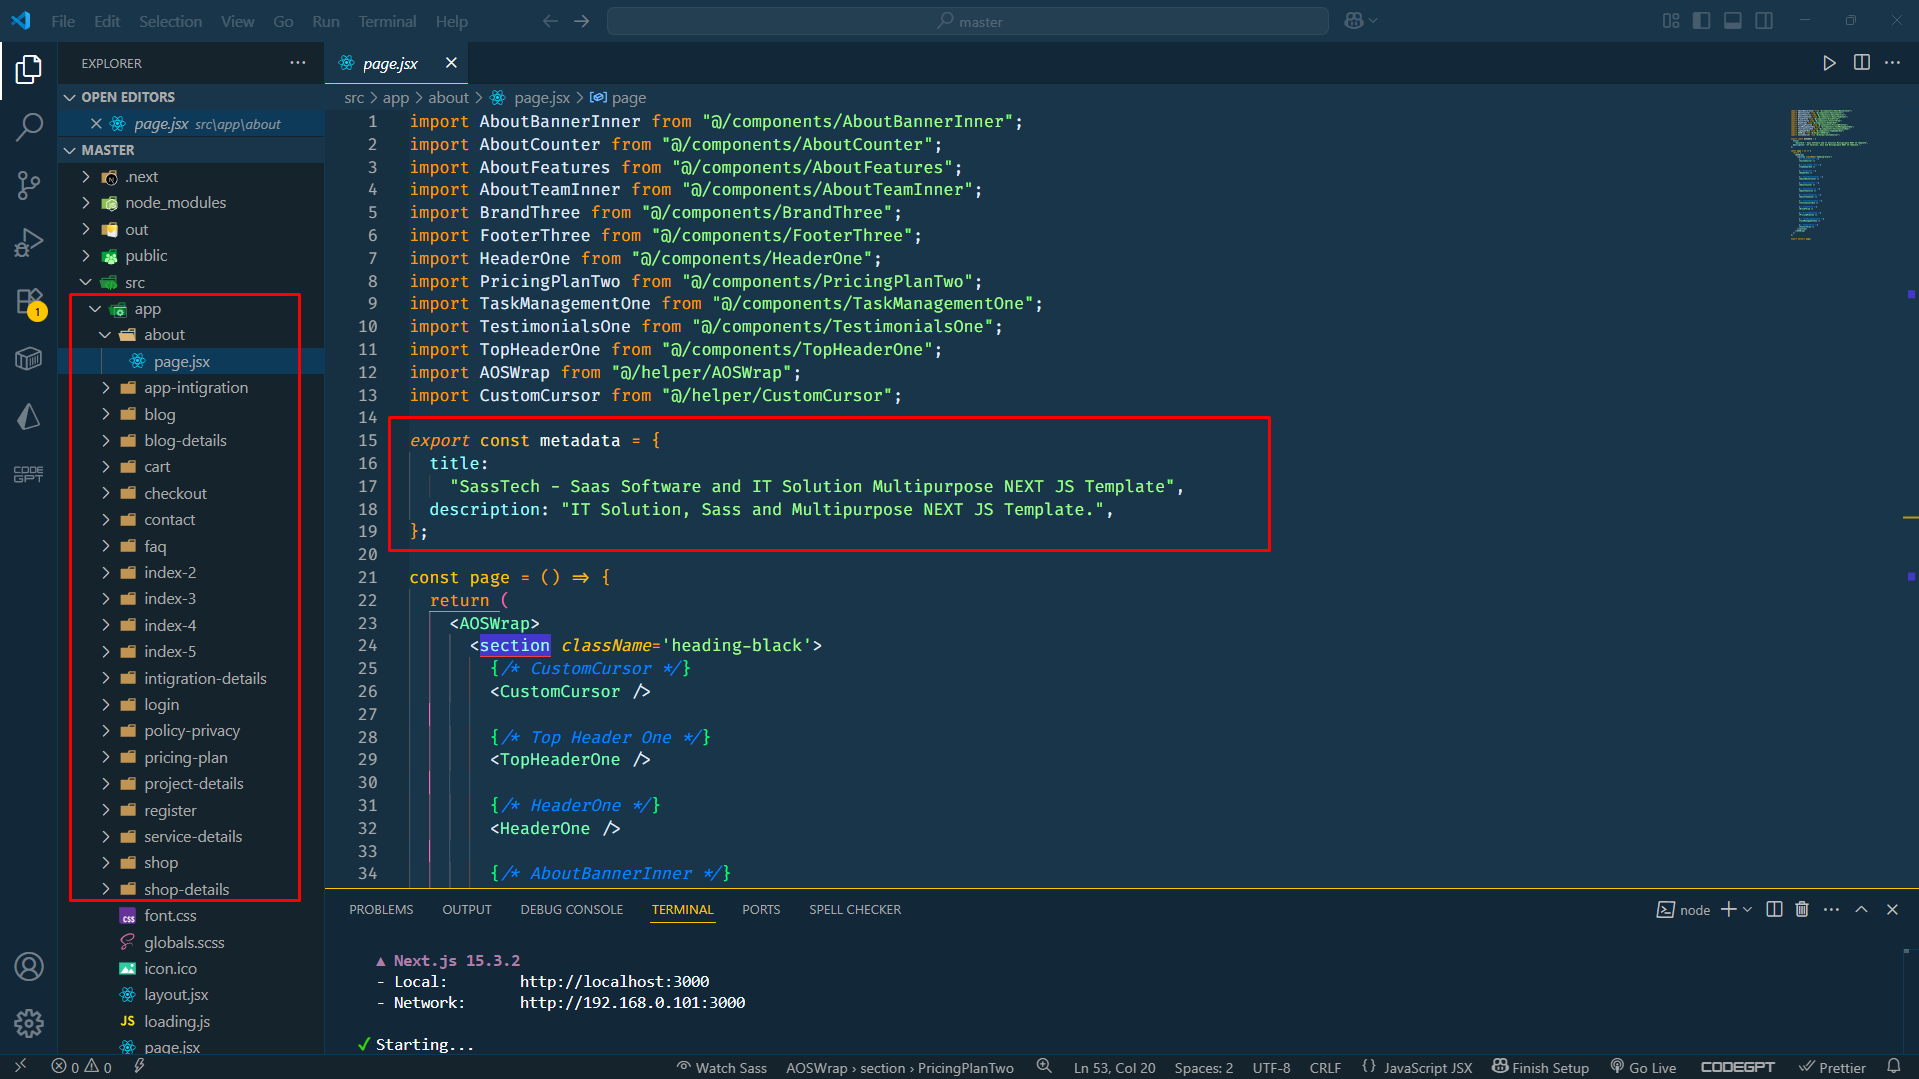 File Edit Selection View Go Run Terminal Help
master
EXPLORER
page.jsx
OPEN EDITORS
page.jsx src\app\about
MASTER
.next
node_modules
out
public
src
app
about
page.jsx
app-intigration
blog
blog-details
cart
checkout
contact
faq
index-2
index-3
index-4
index-5
intigration-details
login
policy-privacy
pricing-plan
project-details
register
service-details
shop
shop-details
font.css
globals.scss
icon.ico
layout.jsx
loading.js
page.jsx
1
CODE
GPT
src > app > about > page.jsx > page
1 import AboutBannerInner from "@/components/AboutBannerInner";
2 import AboutCounter from "@/components/AboutCounter";
3 import AboutFeatures from "@/components/AboutFeatures";
4 import AboutTeamInner from "@/components/AboutTeamInner";
5 import BrandThree from "@/components/BrandThree";
6 import FooterThree from "@/components/FooterThree";
7 import HeaderOne from "@/components/HeaderOne";
8 import PricingPlanTwo from "@/components/PricingPlanTwo";
9 import TaskManagementOne from "@/components/TaskManagementOne";
10 import TestimonialsOne from "@/components/TestimonialsOne";
11 import TopHeaderOne from "@/components/TopHeaderOne";
12 import AOSWrap from "@/helper/AOSWrap";
13 import CustomCursor from "@/helper/CustomCursor";
14
15 export const metadata = {
16 title:
17 "SassTech - Saas Software and IT Solution Multipurpose NEXT JS Template",
18 description: "IT Solution, Sass and Multipurpose NEXT JS Template.",
19 };
20
21 const page = () => {
22 return (
23 <AOSWrap>
24 <section className='heading-black'>
25 {/* CustomCursor */}
26 <CustomCursor />
27
28 {/* Top Header One */}
29 <TopHeaderOne />
30
31 {/* HeaderOne */}
32 <HeaderOne />
33
34 {/* AboutBannerInner */}
PROBLEMS OUTPUT DEBUG CONSOLE TERMINAL PORTS SPELL CHECKER
node
▲ Next.js 15.3.2
- Local: http://localhost:3000
- Network: http://192.168.0.101:3000
✓ Starting...
0 0
Watch Sass AOSWrap › section › PricingPlanTwo Ln 53, Col 20 Spaces: 2 UTF-8 CRLF {} JavaScript JSX Finish Setup Go Live CODEGPT Prettier